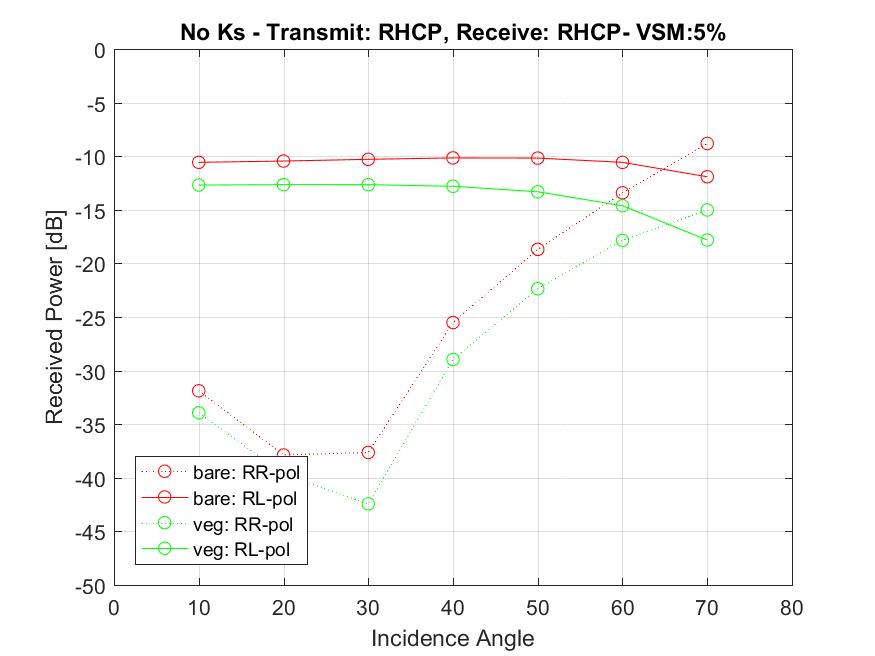 No Ks - Transmit: RHCP, Receive: RHCP- VSM:5%
0
-5
-10
-15
-20
-25
-30
-35
-40
-45
-50
Received Power [dB]
bare: RR-pol
bare: RL-pol
veg: RR-pol
veg: RL-pol
0 10 20 30 40 50 60 70 80
Incidence Angle